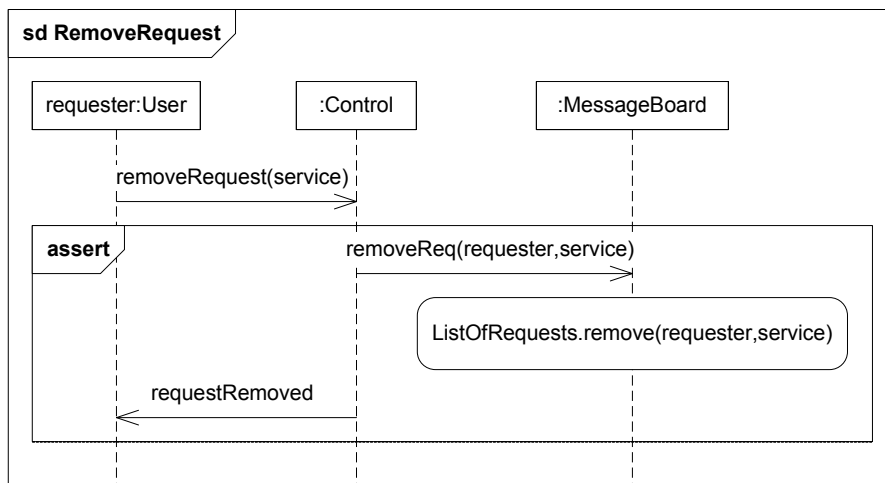 sd RemoveRequest
requester:User
:Control
:MessageBoard
removeRequest(service)
assert
removeReq(requester,service)
ListOfRequests.remove(requester,service)
requestRemoved